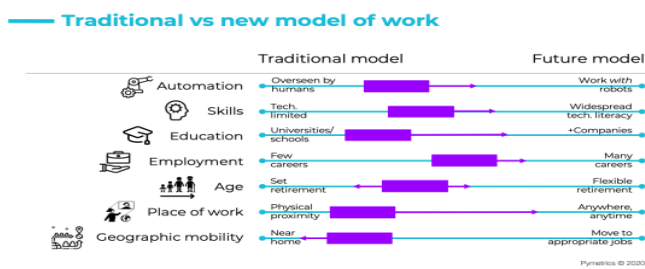 Traditional vs new model of work
Traditional model Future model
Automation Overseen by humans Work with robots
Skills Tech. limited Widespread tech. literacy
Education Universities/ schools +Companies
Employment Few careers Many careers
Age Set retirement Flexible retirement
Place of work Physical proximity Anywhere, anytime
Geographic mobility Near home Move to appropriate jobs
Pymetrics © 2020